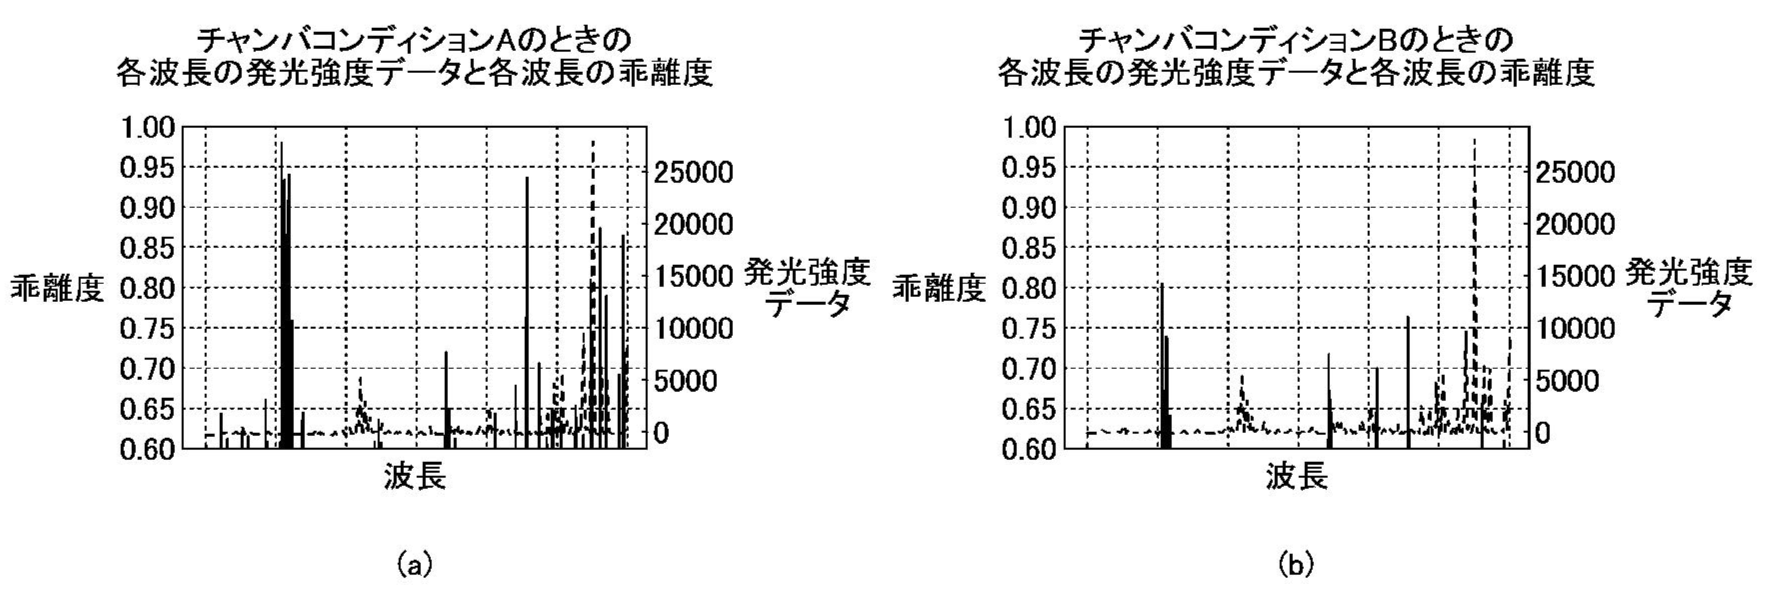 チャンバコンディションAのときの
各波長の発光強度データと各波長の乖離度
1.00
0.95
0.90
0.85
0.80
0.75
0.70
0.65
0.60
乖離度
25000
20000
15000
10000
5000
0
発光強度
データ
波長
(a)
チャンバコンディションBのときの
各波長の発光強度データと各波長の乖離度
1.00
0.95
0.90
0.85
0.80
0.75
0.70
0.65
0.60
乖離度
25000
20000
15000
10000
5000
0
発光強度
データ
波長
(b)